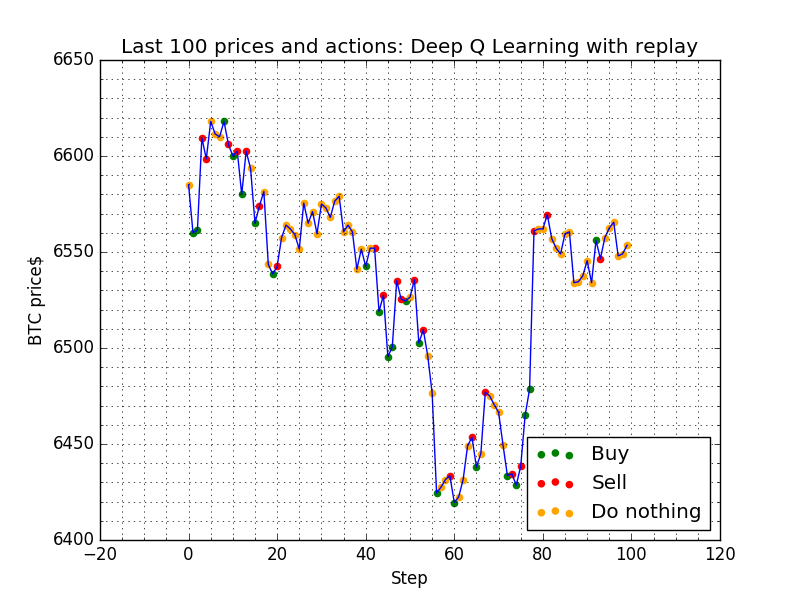 Last 100 prices and actions: Deep Q Learning with replay
6650
6600
6550
6500
6450
6400
BTC price$
−20
0
20
40
60
80
100
120
Step
Buy
Sell
Do nothing